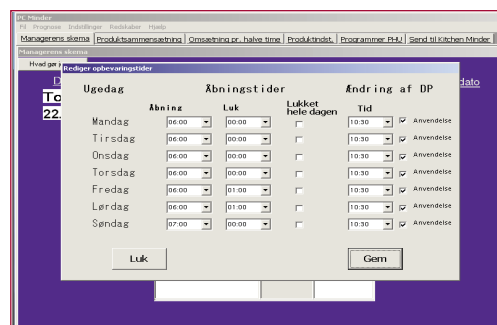 PC Minder
Fil Prognose Indstillinger Redskaber Hjælp
Managerens skema Produktsammensætning Omsætning pr. halve time Produktindst. Programmer PHU Send til Kitchen Minder
Managerens skema
Hvad gør j
Rediger opbevaringstider
D
dato
To
22.
Ugedag Åbningstider Ændring af DP
Åbning Luk Lukket hele dagen Tid
Mandag 06:00 00:00 10:30 Anvendelse
Tirsdag 06:00 00:00 10:30 Anvendelse
Onsdag 06:00 00:00 10:30 Anvendelse
Torsdag 06:00 00:00 10:30 Anvendelse
Fredag 06:00 01:00 10:30 Anvendelse
Lørdag 06:00 01:00 10:30 Anvendelse
Søndag 07:00 00:00 10:30 Anvendelse
Luk Gem